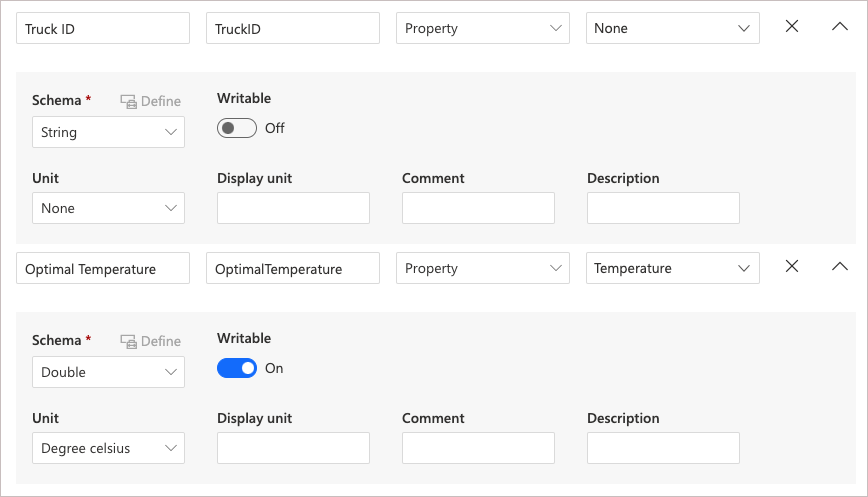 Truck ID TruckID Property None
Schema * Define Writable
String Off
Unit Display unit Comment Description
None
Optimal Temperature OptimalTemperature Property Temperature
Schema * Define Writable
Double On
Unit Display unit Comment Description
Degree celsius